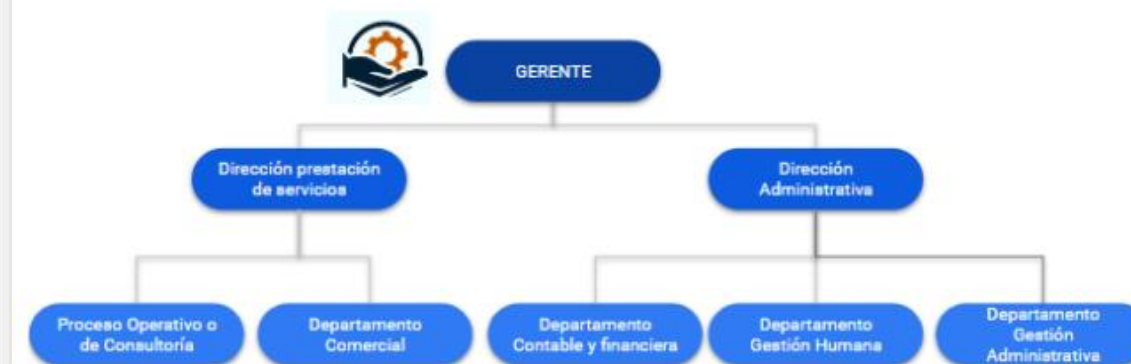 GERENTE
Dirección prestación
de servicios
Dirección
Administrativa
Proceso Operativo o
de Consultoría
Departamento
Comercial
Departamento
Contable y financiera
Departamento
Gestión Humana
Departamento
Gestión
Administrativa